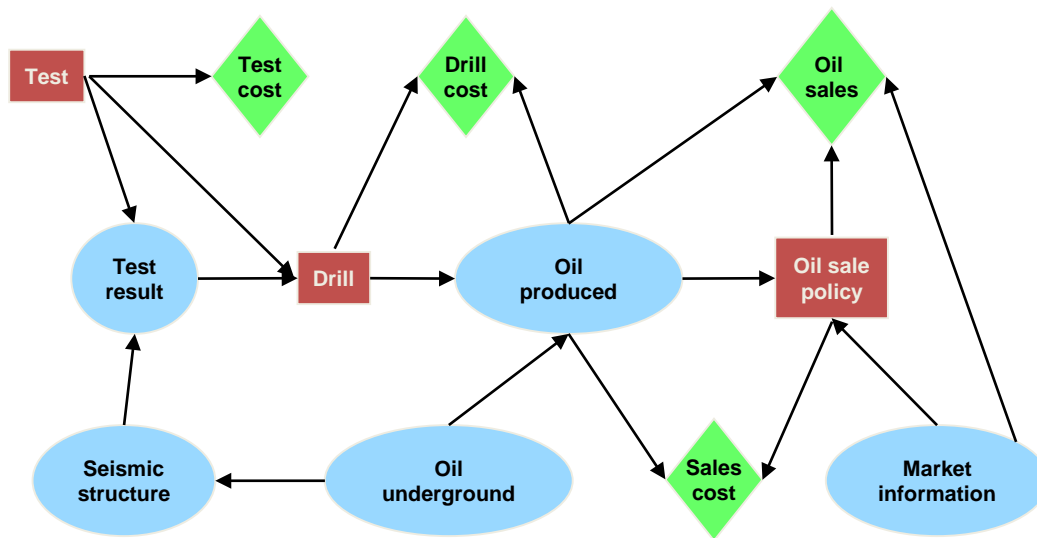 Test
Test
cost
Drill
cost
Oil
sales
Test
result
Drill
Oil
produced
Oil sale
policy
Seismic
structure
Oil
underground
Sales
cost
Market
information